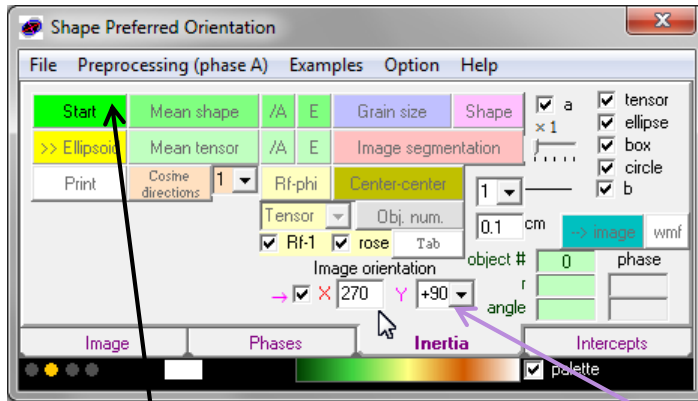 Shape Preferred Orientation x
File Preprocessing (phase A) Examples Option Help
Start Mean shape /A E Grain size Shape a tensor
x 1 ellipse
>> Ellipsoid Mean tensor /A E Image segmentation box
circle
Print Cosine directions 1 Rf-phi Center-center 1 b
Tensor Obj. num. 0.1 cm --> image wmf
Rf-1 rose Tab
Image orientation object # 0 phase
→ X 270 Y +90 r
angle
Image Phases Inertia Intercepts
palette